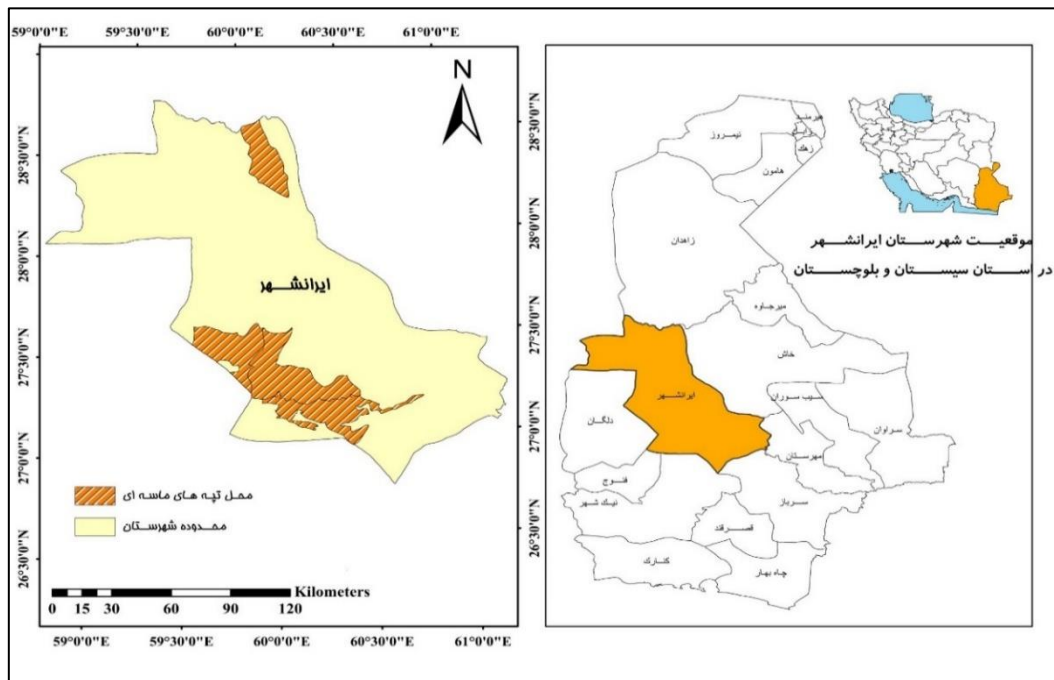 59°0'0"E
59°30'0"E
60°0'0"E
60°30'0"E
61°0'0"E
N
28°30'0"N
28°0'0"N
27°30'0"N
27°0'0"N
26°30'0"N
ایرانشهر
محل تپه های ماسه ای
محدوده شهرستان
Kilometers
0 15 30 60 90 120
59°0'0"E
59°30'0"E
60°0'0"E
60°30'0"E
61°0'0"E
28°30'0"N
28°0'0"N
27°30'0"N
27°0'0"N
26°30'0"N
موقعیت شهرستان ایرانشهر
در استان سیستان و بلوچستان
هیرمند
نیمروز
زهک
هامون
زاهدان
میرجاوه
خاش
ایرانشهر
سیب سوران
دلگان
سراوان
مهرستان
فنوج
نیک شهر
سرباز
قصرقند
کنارک
چاه بهار